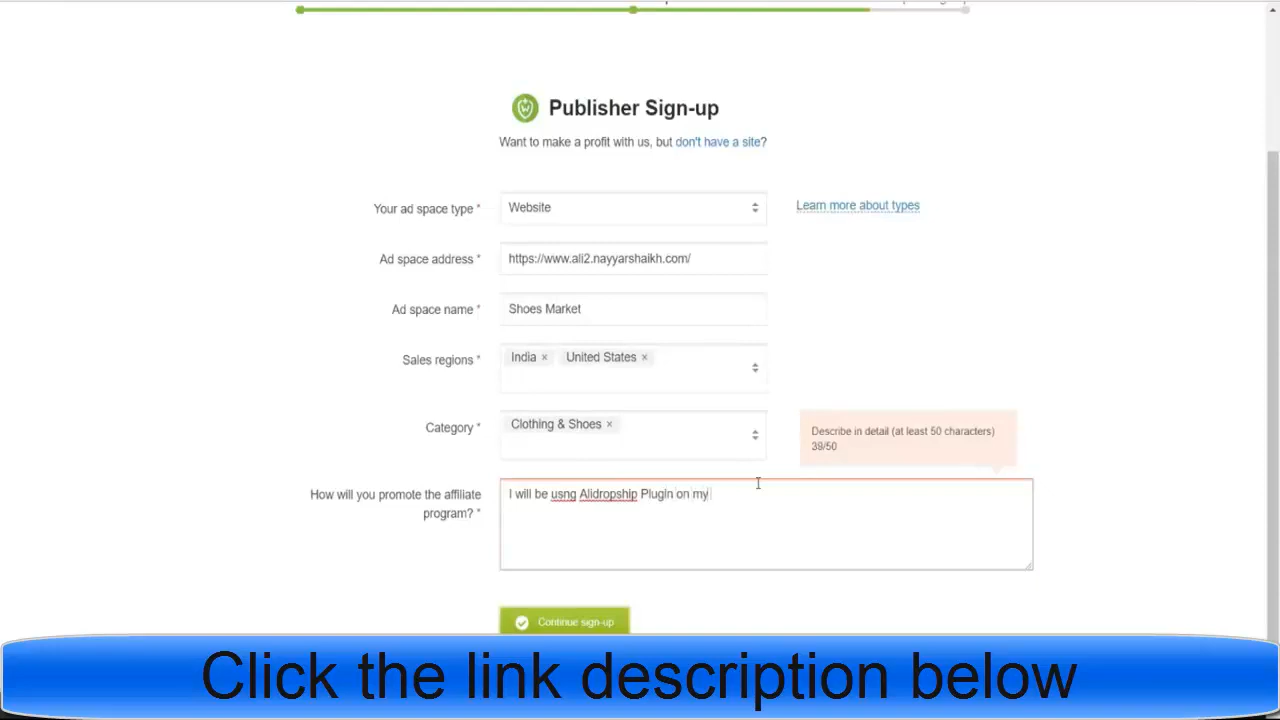 Publisher Sign-up
Want to make a profit with us, but don't have a site?
Your ad space type * Website Learn more about types
Ad space address * https://www.ali2.nayyarshaikh.com/
Ad space name * Shoes Market
Sales regions * India × United States ×
Category * Clothing & Shoes ×
Describe in detail (at least 50 characters)
39/50
How will you promote the affiliate program? *
I will be usng Alidropship Plugin on my
Continue sign-up
Click the link description below